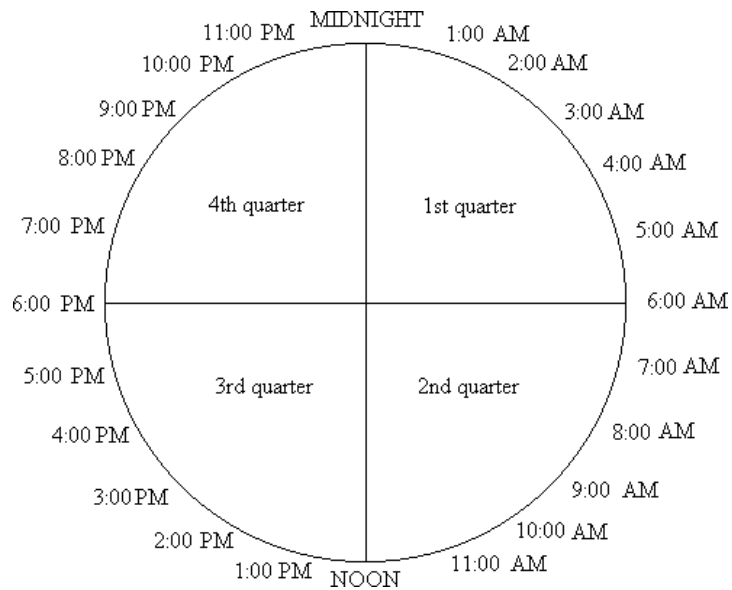 MIDNIGHT
11:00 PM
1:00 AM
10:00 PM
2:00 AM
9:00 PM
3:00 AM
8:00 PM
4:00 AM
4th quarter
1st quarter
7:00 PM
5:00 AM
6:00 PM
6:00 AM
5:00 PM
7:00 AM
3rd quarter
2nd quarter
4:00 PM
8:00 AM
3:00 PM
9:00 AM
2:00 PM
10:00 AM
1:00 PM
11:00 AM
NOON